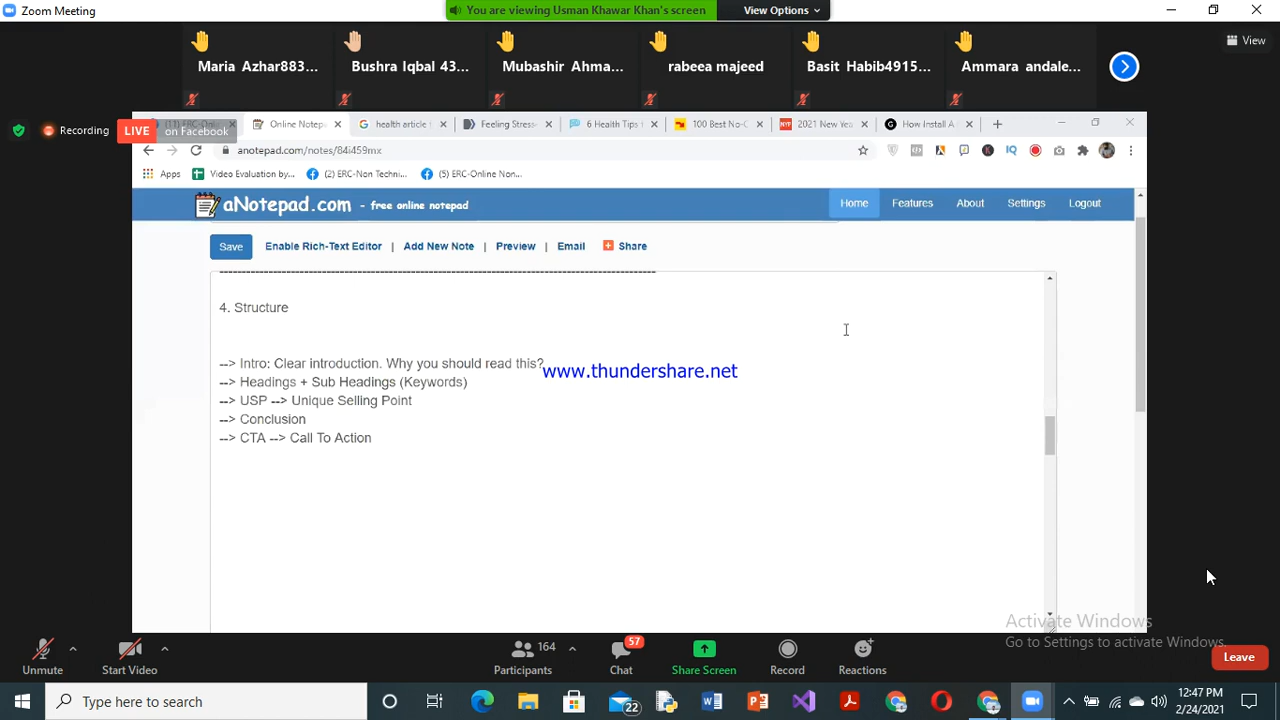 Zoom Meeting
You are viewing Usman Khawar Khan's screen
View Options
View
Maria Azhar883...
Bushra Iqbal 43...
Mubashir Ahma...
rabeea majeed
Basit Habib4915...
Ammara andale...
Recording
LIVE on Facebook
Online Notep
health article f
Feeling Stress
6 Health Tips f
100 Best No-C
2021 New Yea
How Install A
anotepad.com/notes/84i459mx
Apps
Video Evaluation by...
(2) ERC-Non Techni...
(5) ERC-Online Non...
aNotepad.com - free online notepad
Home
Features
About
Settings
Logout
Save
Enable Rich-Text Editor | Add New Note | Preview | Email | Share
4. Structure
--> Intro: Clear introduction. Why you should read this?
www.thundershare.net
--> Headings + Sub Headings (Keywords)
--> USP --> Unique Selling Point
--> Conclusion
--> CTA --> Call To Action
Activate Windows
Go to Settings to activate Windows.
Unmute
Start Video
164
Participants
57
Chat
Share Screen
Record
Reactions
Leave
Type here to search
22
12:47 PM
2/24/2021